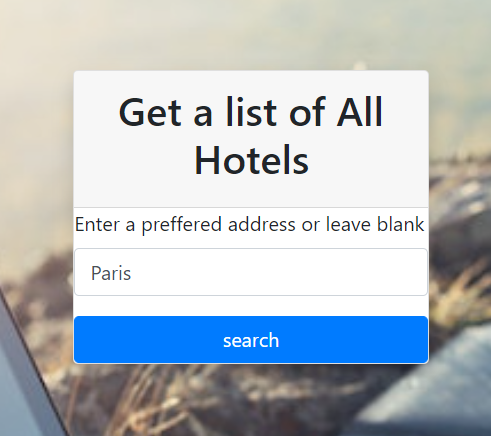 Get a list of All
Hotels
Enter a preffered address or leave blank
Paris
search